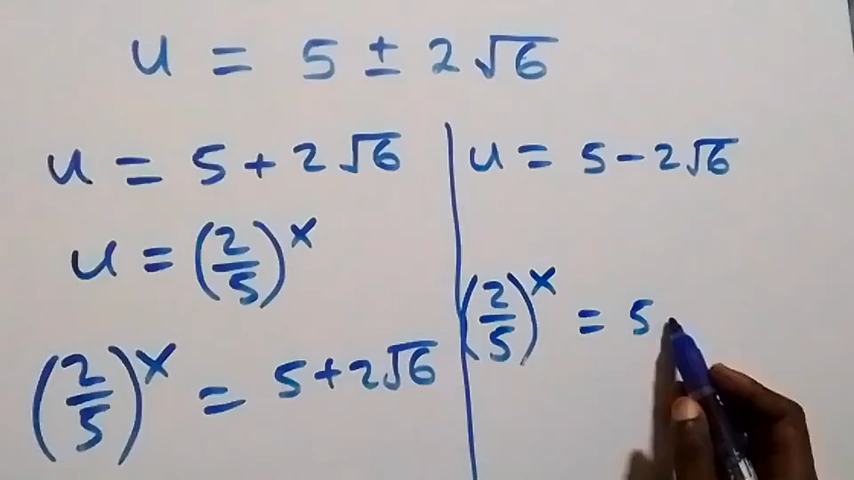 u = 5 ± 2√6
u = 5 + 2√6
u = (2/5)^x
(2/5)^x = 5 + 2√6
u = 5 - 2√6
(2/5)^x = 5